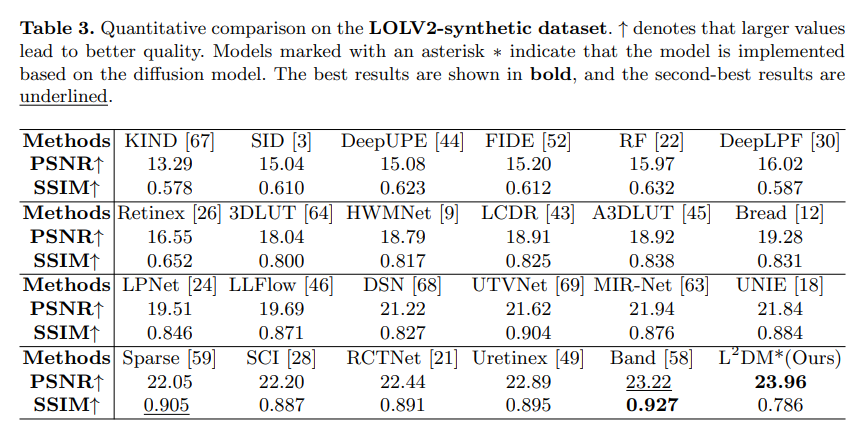 Table 3. Quantitative comparison on the LOLV2-synthetic dataset. ↑ denotes that larger values
lead to better quality. Models marked with an asterisk * indicate that the model is implemented
based on the diffusion model. The best results are shown in bold, and the second-best results are
underlined.
Methods KIND [67] SID [3] DeepUPE [44] FIDE [52] RF [22] DeepLPF [30]
PSNR↑ 13.29 15.04 15.08 15.20 15.97 16.02
SSIM↑ 0.578 0.610 0.623 0.612 0.632 0.587
Methods Retinex [26] 3DLUT [64] HWMNet [9] LCDR [43] A3DLUT [45] Bread [12]
PSNR↑ 16.55 18.04 18.79 18.91 18.92 19.28
SSIM↑ 0.652 0.800 0.817 0.825 0.838 0.831
Methods LPNet [24] LLFlow [46] DSN [68] UTVNet [69] MIR-Net [63] UNIE [18]
PSNR↑ 19.51 19.69 21.22 21.62 21.94 21.84
SSIM↑ 0.846 0.871 0.827 0.904 0.876 0.884
Methods Sparse [59] SCI [28] RCTNet [21] Uretinex [49] Band [58] L²DM*(Ours)
PSNR↑ 22.05 22.20 22.44 22.89 23.22 23.96
SSIM↑ 0.905 0.887 0.891 0.895 0.927 0.786